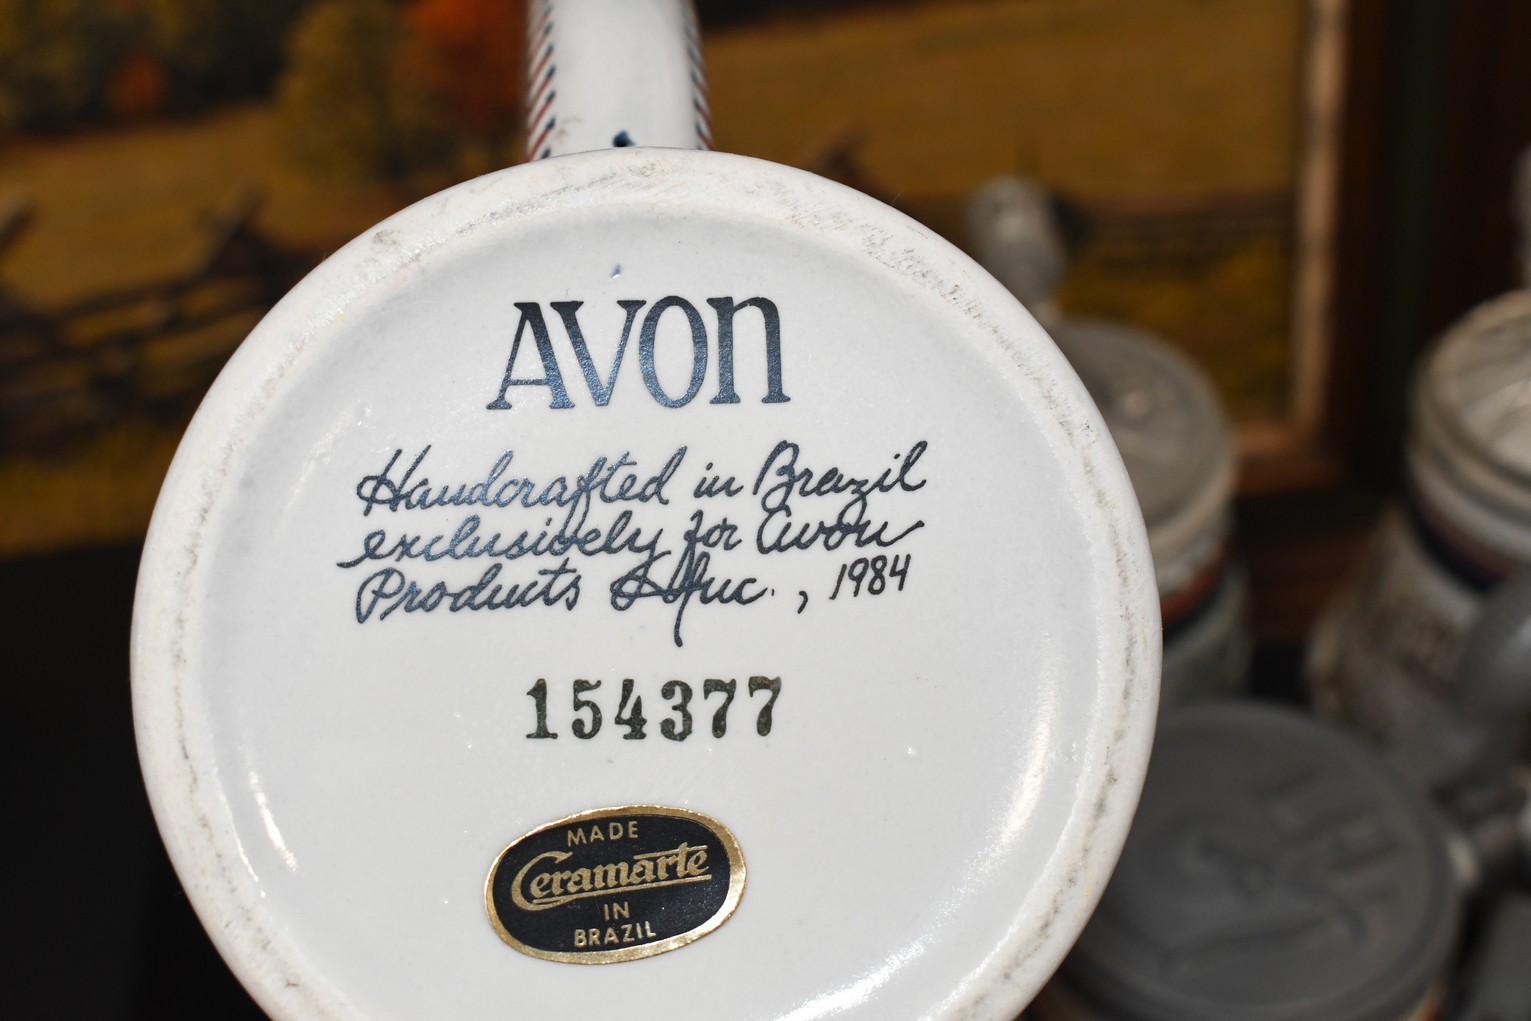 AVON
Handcrafted in Brazil
exclusively for Avon
Products Inc., 1984
154377
MADE
Ceramarte
IN
BRAZIL